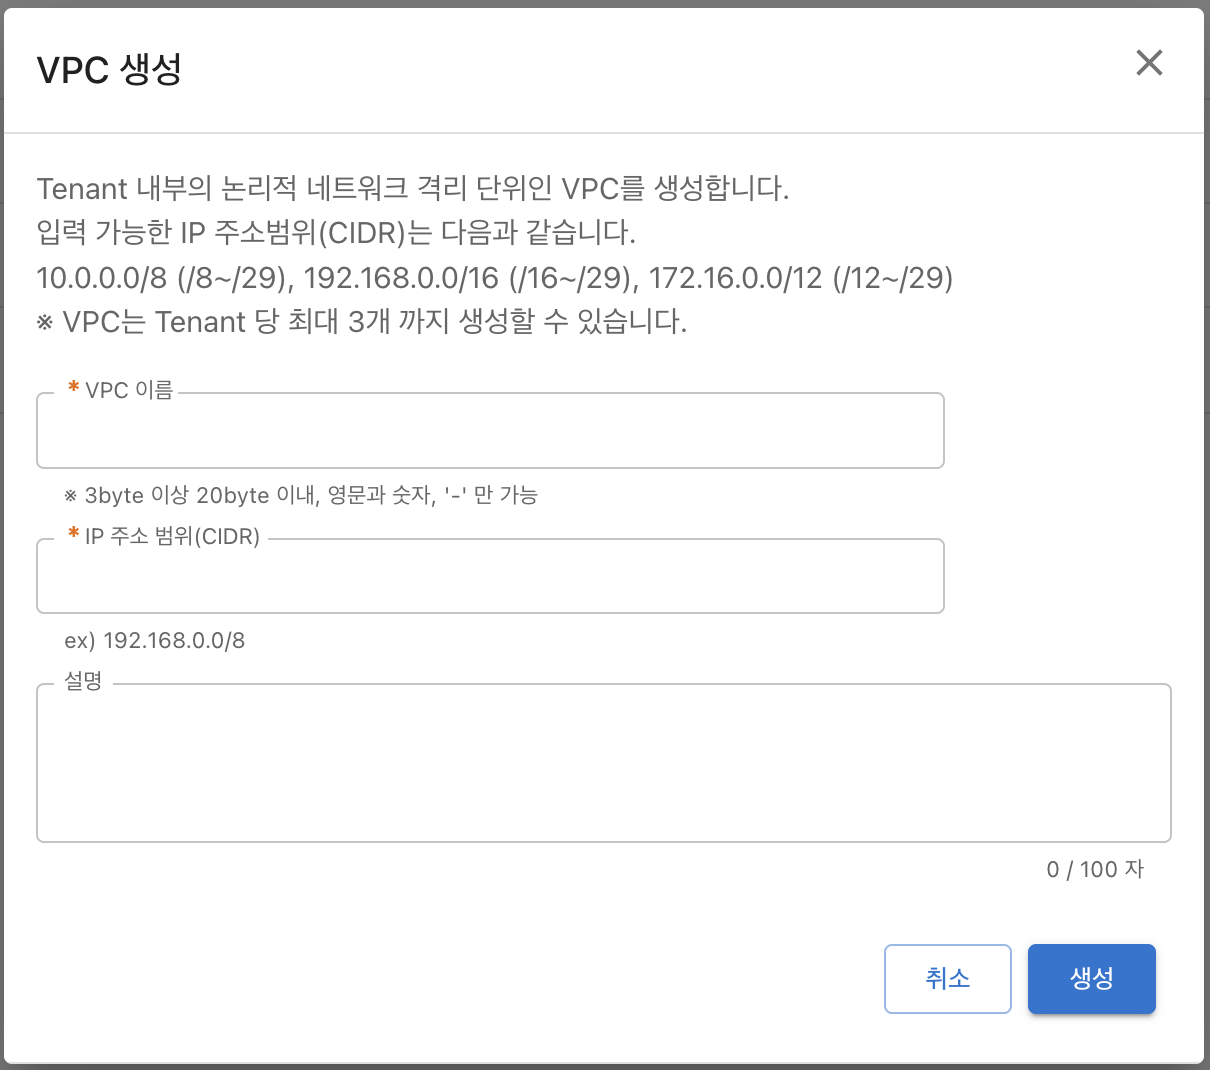 VPC 생성
Tenant 내부의 논리적 네트워크 격리 단위인 VPC를 생성합니다.
입력 가능한 IP 주소범위(CIDR)는 다음과 같습니다.
10.0.0.0/8 (/8~/29), 192.168.0.0/16 (/16~/29), 172.16.0.0/12 (/12~/29)
※ VPC는 Tenant 당 최대 3개 까지 생성할 수 있습니다.
* VPC 이름
※ 3byte 이상 20byte 이내, 영문과 숫자, '-' 만 가능
* IP 주소 범위(CIDR)
ex) 192.168.0.0/8
설명
0 / 100 자
취소
생성